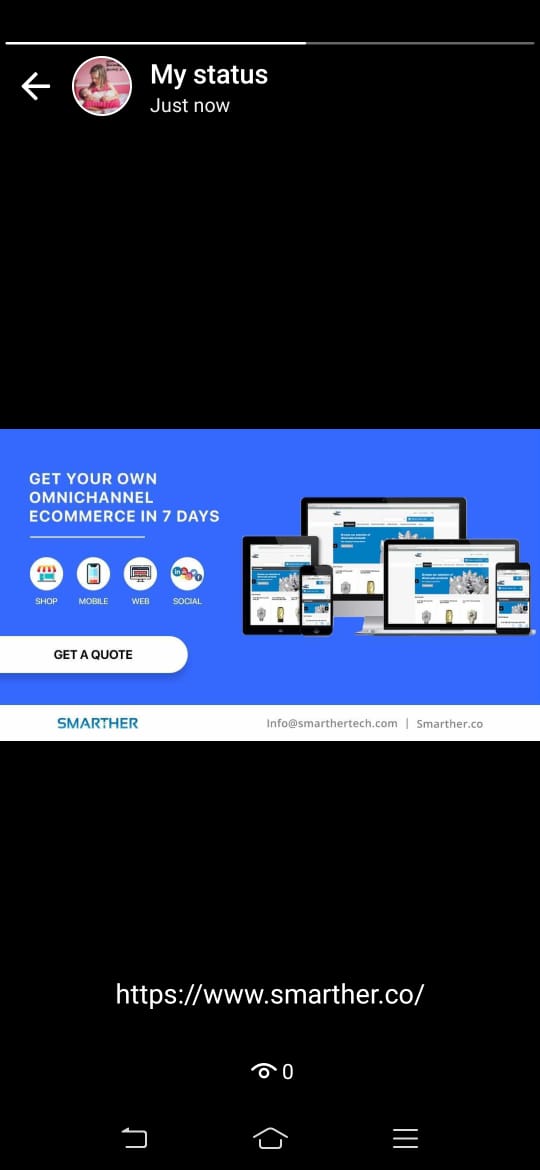 My status
Just now
GET YOUR OWN
OMNICHANNEL
ECOMMERCE IN 7 DAYS
SHOP MOBILE WEB SOCIAL
GET A QUOTE
SMARTHER Info@smarthertech.com | Smarther.co
https://www.smarther.co/
0